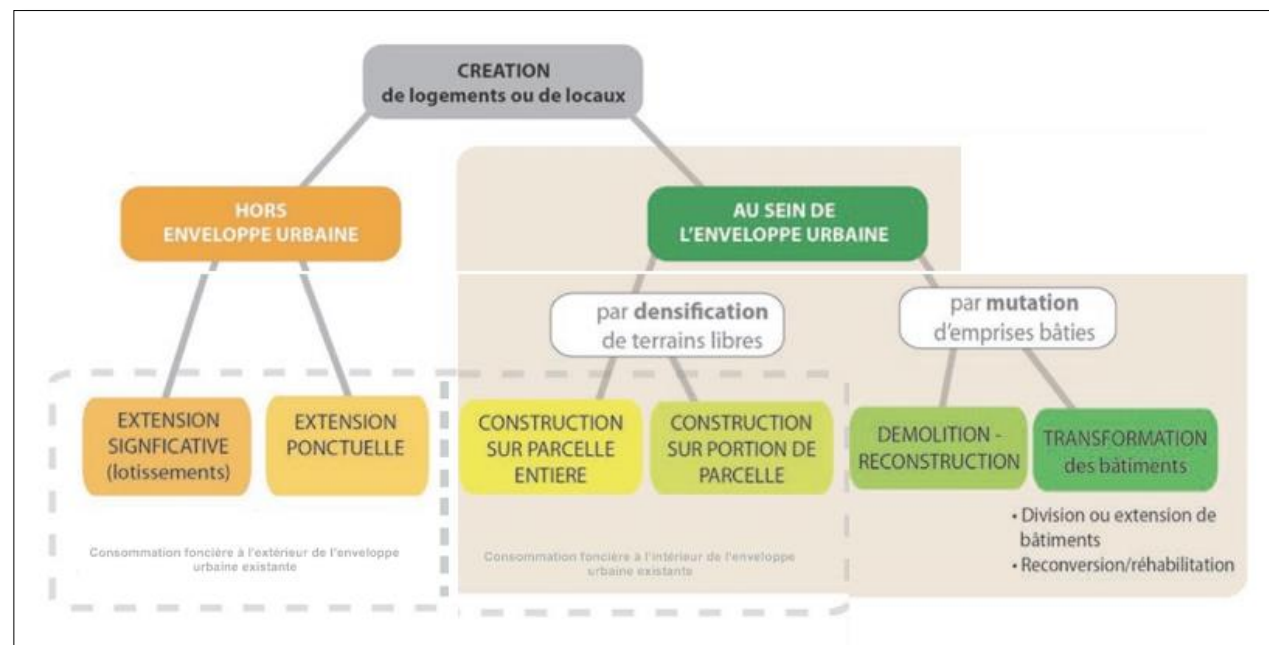 CREATION
de logements ou de locaux
HORS
ENVELOPPE URBAINE
AU SEIN DE
L'ENVELOPPE URBAINE
par densification
de terrains libres
par mutation
d'emprises bâties
EXTENSION
SIGNFICATIVE
(lotissements)
EXTENSION
PONCTUELLE
CONSTRUCTION
SUR PARCELLE
ENTIERE
CONSTRUCTION
SUR PORTION DE
PARCELLE
DEMOLITION -
RECONSTRUCTION
TRANSFORMATION
des bâtiments
• Division ou extension de
bâtiments
• Reconversion/réhabilitation
Consommation foncière à l'extérieur de l'enveloppe
urbaine existante
Consommation foncière à l'intérieur de l'enveloppe
urbaine existante